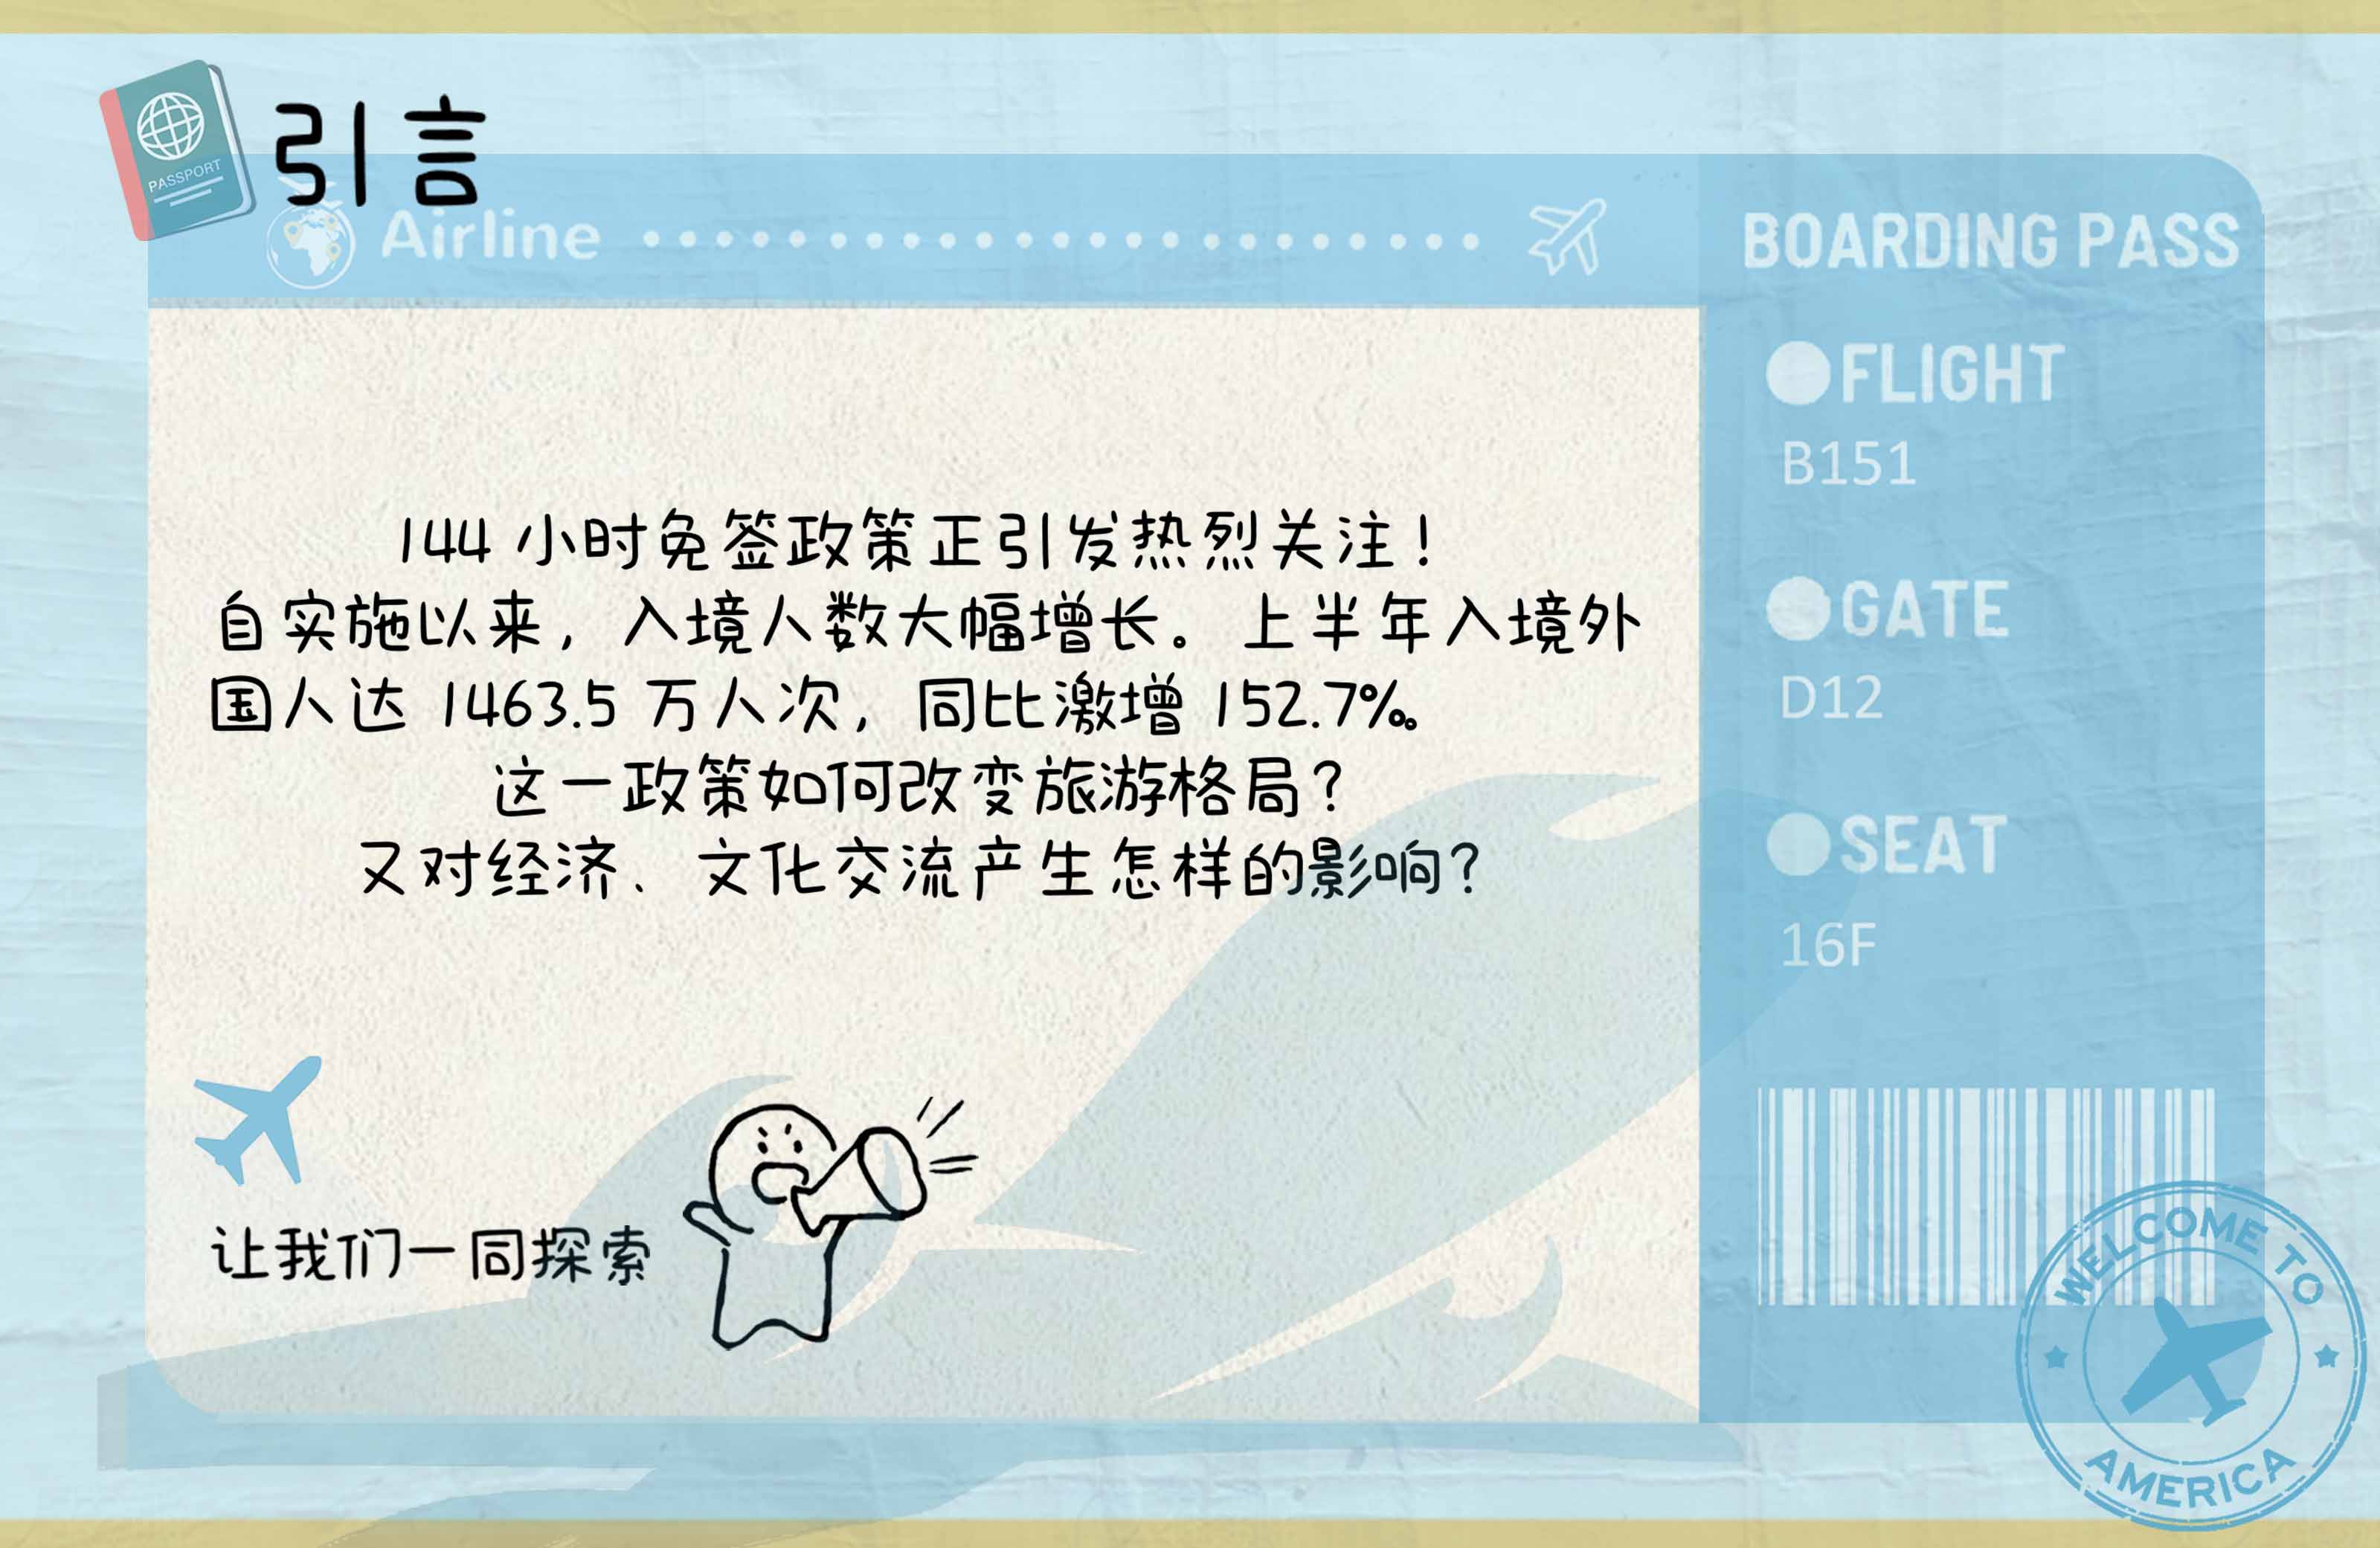 引言
PASSPORT
Airline
BOARDING PASS
144 小时免签政策正引发热烈关注！
自实施以来，入境人数大幅增长。上半年入境外
国人达 1463.5 万人次，同比激增 152.7%。
这一政策如何改变旅游格局？
又对经济、文化交流产生怎样的影响？
让我们一同探索
FLIGHT
B151
GATE
D12
SEAT
16F
WELCOME TO
AMERICA